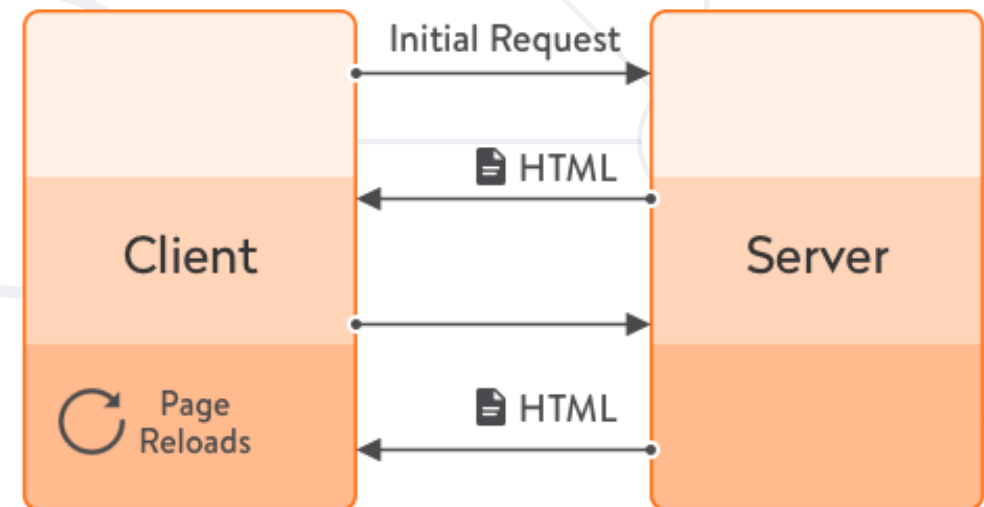 Initial Request
HTML
Client
Server
Page
Reloads
HTML